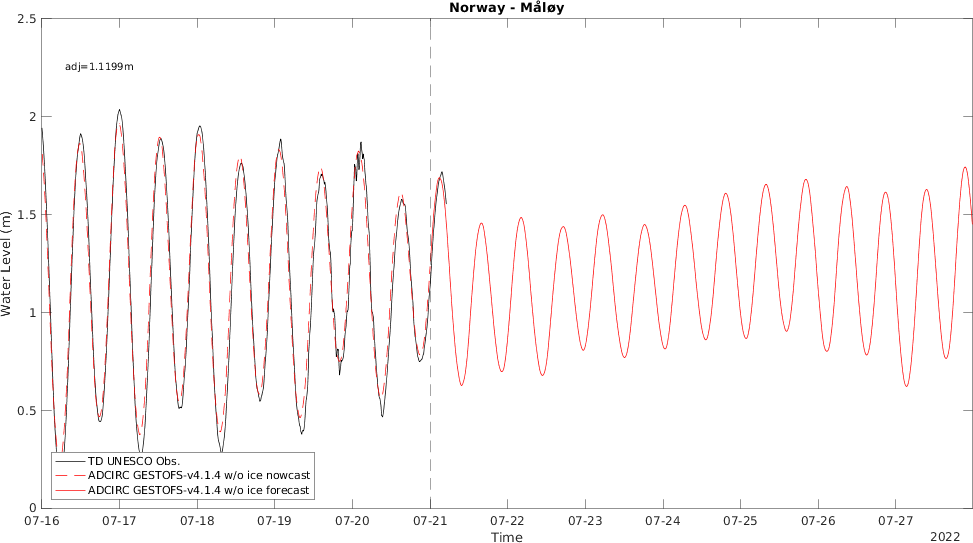 Norway - Måløy
2.5
adj=1.1199m
2
1.5
Water Level (m)
1
0.5
TD UNESCO Obs.
ADCIRC GESTOFS-v4.1.4 w/o ice nowcast
ADCIRC GESTOFS-v4.1.4 w/o ice forecast
0
07-16 07-17 07-18 07-19 07-20 07-21 07-22 07-23 07-24 07-25 07-26 07-27
Time
2022